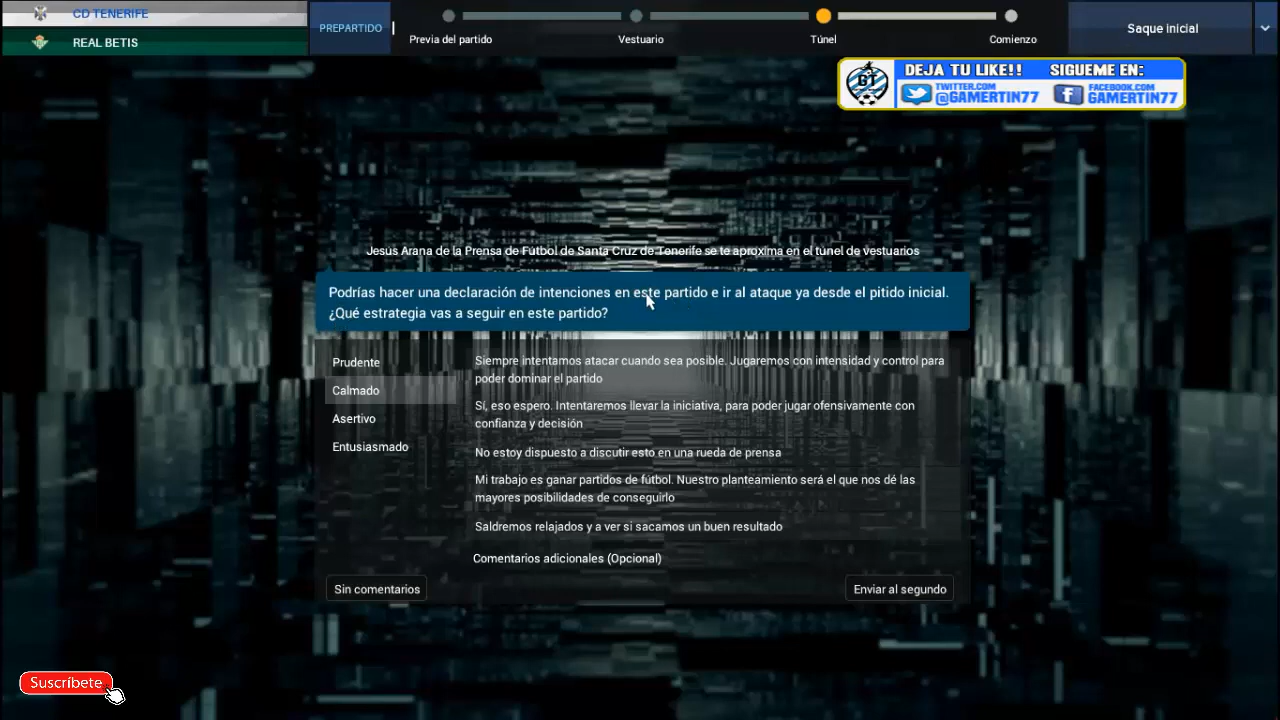 CD TENERIFE
REAL BETIS
PREPARTIDO
Previa del partido
Vestuario
Túnel
Comienzo
Saque inicial
GT
DEJA TU LIKE!! SIGUEME EN:
TWITTER.COM
@GAMERTIN77
FACEBOOK.COM
GAMERTIN77
Jesús Arana de la Prensa de Fútbol de Santa Cruz de Tenerife se te aproxima en el túnel de vestuarios
Podrías hacer una declaración de intenciones en este partido e ir al ataque ya desde el pitido inicial.
¿Qué estrategia vas a seguir en este partido?
Prudente
Calmado
Asertivo
Entusiasmado
Siempre intentamos atacar cuando sea posible. Jugaremos con intensidad y control para
poder dominar el partido
Sí, eso espero. Intentaremos llevar la iniciativa, para poder jugar ofensivamente con
confianza y decisión
No estoy dispuesto a discutir esto en una rueda de prensa
Mi trabajo es ganar partidos de fútbol. Nuestro planteamiento será el que nos dé las
mayores posibilidades de conseguirlo
Saldremos relajados y a ver si sacamos un buen resultado
Comentarios adicionales (Opcional)
Sin comentarios
Enviar al segundo
Suscríbete